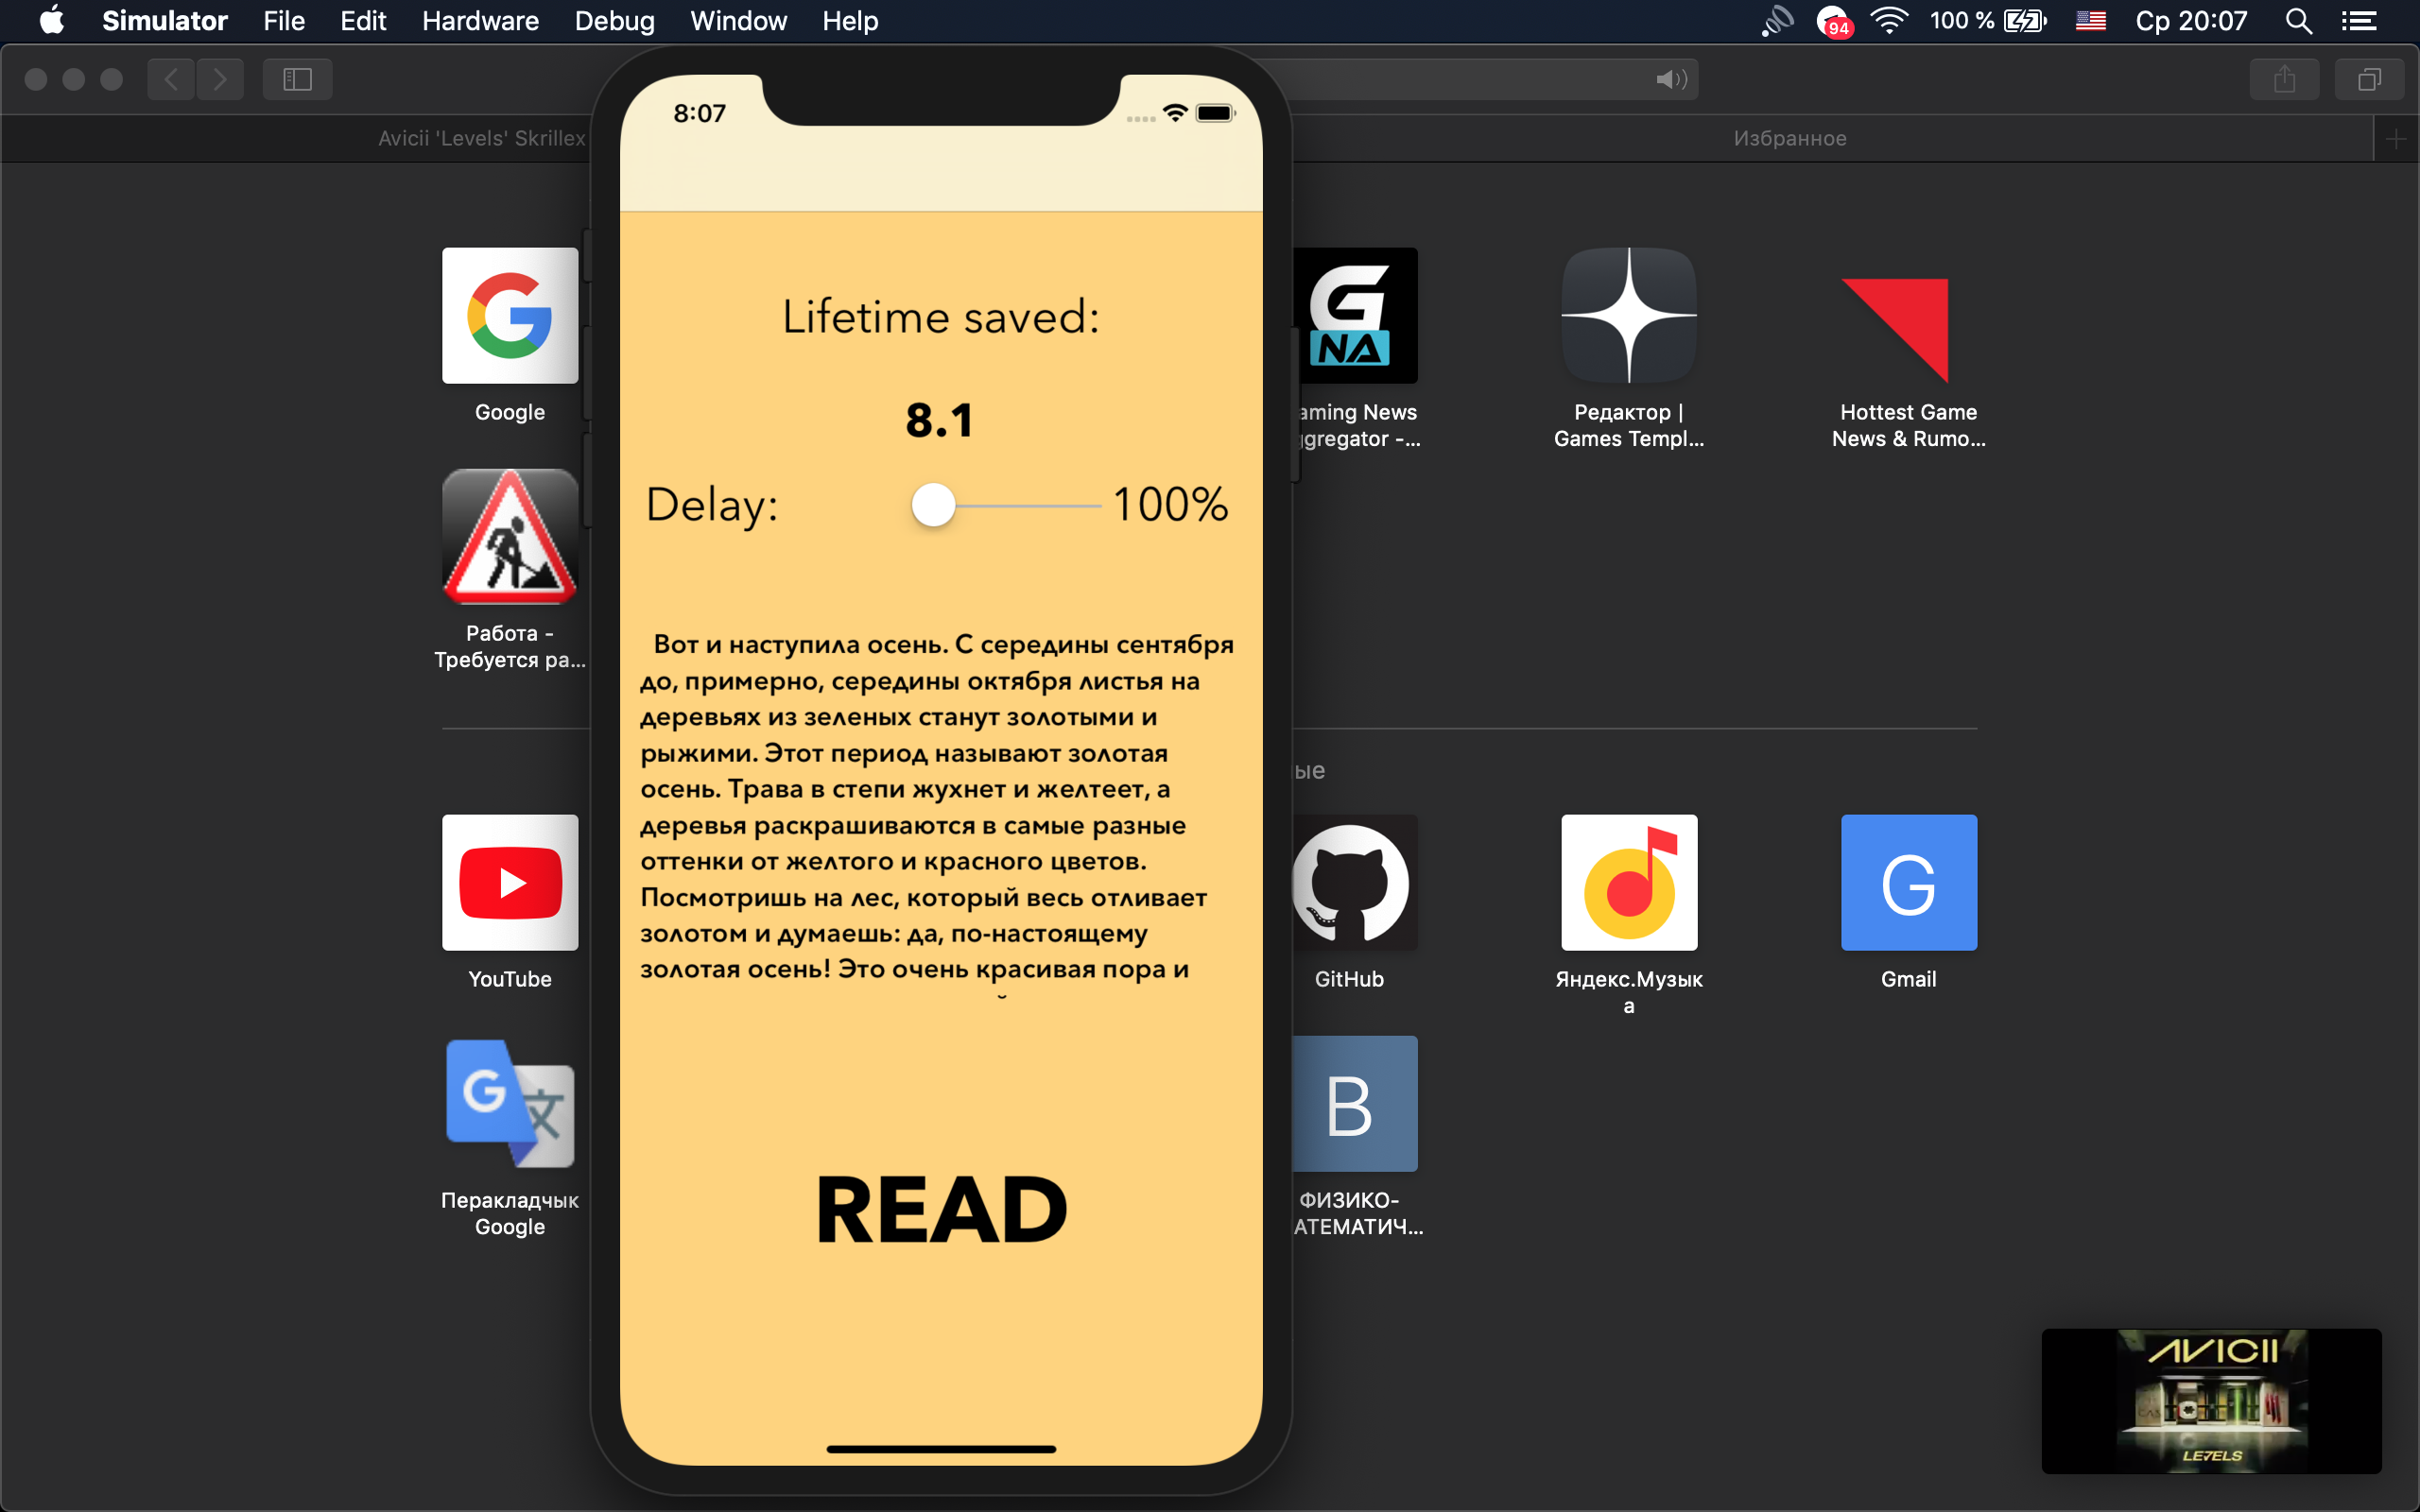 Simulator File Edit Hardware Debug Window Help
94 100 % Ср 20:07
Avicii 'Levels' Skrillex
Избранное
8:07
Lifetime saved:
8.1
Delay: 100%
Вот и наступила осень. С середины сентября
до, примерно, середины октября листья на
деревьях из зеленых станут золотыми и
рыжими. Этот период называют золотая
осень. Трава в степи жухнет и желтеет, а
деревья раскрашиваются в самые разные
оттенки от желтого и красного цветов.
Посмотришь на лес, который весь отливает
золотом и думаешь: да, по-настоящему
золотая осень! Это очень красивая пора и
READ
Google
G
NA
aming News
gregator -...
Редактор |
Games Templ...
Hottest Game
News & Rumo...
Работа -
Требуется ра...
ые
YouTube
GitHub
Яндекс.Музык
а
G
Gmail
G
文
Перакладчык
Google
B
ФИЗИКО-
АТЕМАТИЧ...
AVICII
LE7ELS